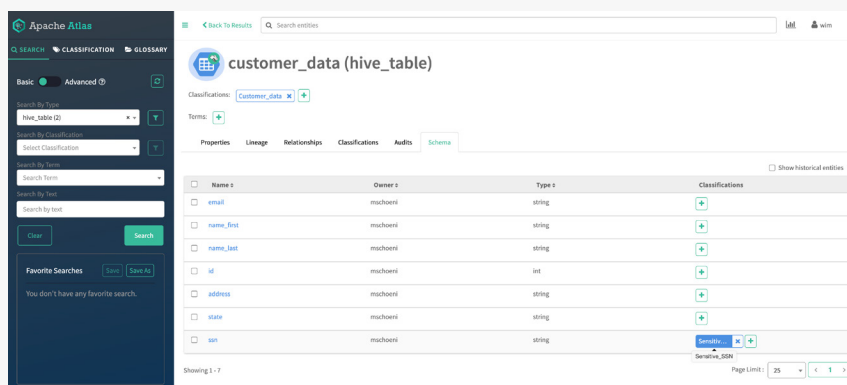 Apache Atlas
SEARCH CLASSIFICATION GLOSSARY
Basic Advanced
Search By Type
hive_table (2)
Search By Classification
Select Classification
Search By Term
Search Term
Search By Text
Search by text
Clear Search
Favorite Searches Save Save As
You don't have any favorite search.
Back To Results Search entities wim
customer_data (hive_table)
Classifications: Customer_data
Terms:
Properties Lineage Relationships Classifications Audits Schema
Show historical entities
Name Owner Type Classifications
email mschoeni string
name_first mschoeni string
name_last mschoeni string
id mschoeni int
address mschoeni string
state mschoeni string
ssn mschoeni string Sensitiv...
Sensitive_SSN
Showing 1 - 7 Page Limit : 25 < 1 >